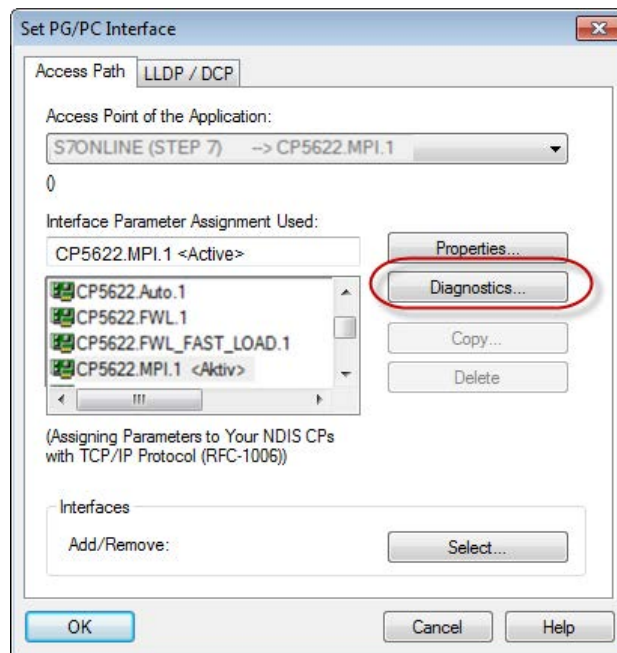 Set PG/PC Interface
Access Path
LLDP / DCP
Access Point of the Application:
S7ONLINE (STEP 7) --> CP5622.MPI.1
()
Interface Parameter Assignment Used:
CP5622.MPI.1 <Active>
Properties...
Diagnostics...
CP5622.Auto.1
CP5622.FWL.1
CP5622.FWL_FAST_LOAD.1
CP5622.MPI.1 <Aktiv>
Copy...
Delete
(Assigning Parameters to Your NDIS CPs
with TCP/IP Protocol (RFC-1006))
Interfaces
Add/Remove:
Select...
OK
Cancel
Help